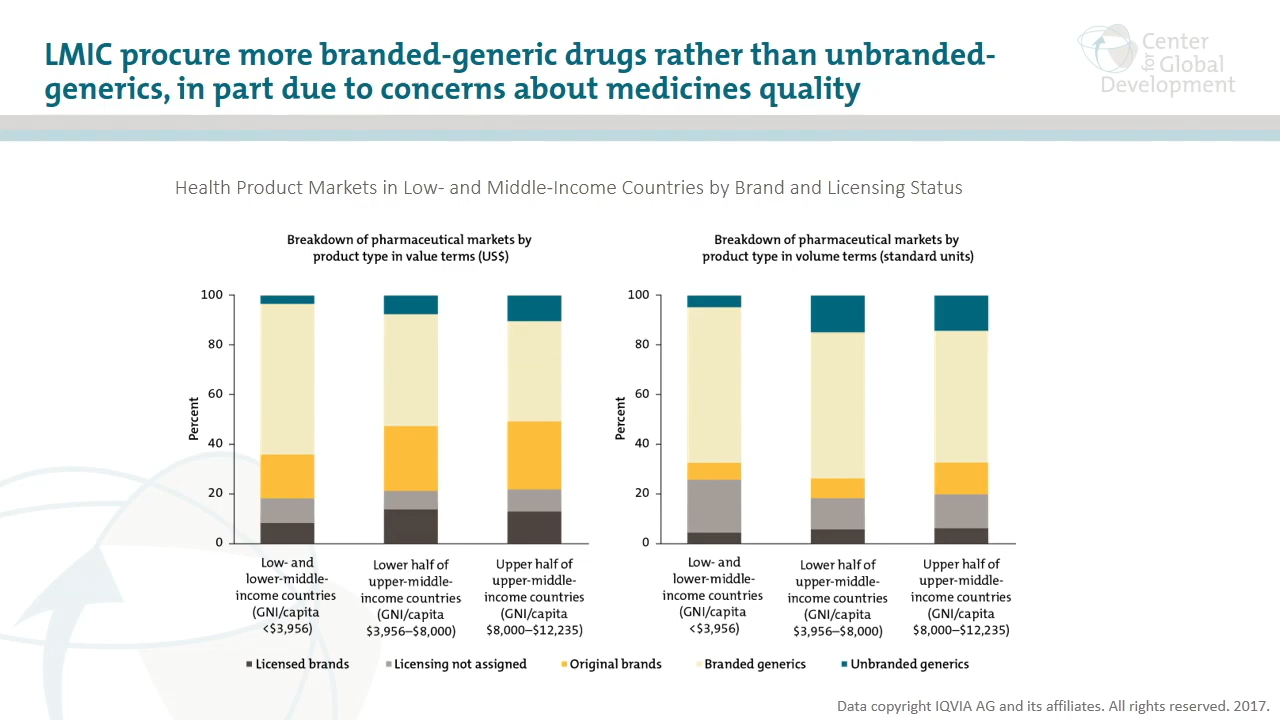 LMIC procure more branded-generic drugs rather than unbranded-
generics, in part due to concerns about medicines quality
Center
for Global
Development
Health Product Markets in Low- and Middle-Income Countries by Brand and Licensing Status
Breakdown of pharmaceutical markets by
product type in value terms (US$)
100
80
60
40
20
0
Percent
Low- and
lower-middle-
income countries
(GNI/capita
<$3,956)
Lower half of
upper-middle-
income countries
(GNI/capita
$3,956–$8,000)
Upper half of
upper-middle-
income countries
(GNI/capita
$8,000–$12,235)
Breakdown of pharmaceutical markets by
product type in volume terms (standard units)
100
80
60
40
20
0
Percent
Low- and
lower-middle-
income countries
(GNI/capita
<$3,956)
Lower half of
upper-middle-
income countries
(GNI/capita
$3,956–$8,000)
Upper half of
upper-middle-
income countries
(GNI/capita
$8,000–$12,235)
Licensed brands Licensing not assigned Original brands Branded generics Unbranded generics
Data copyright IQVIA AG and its affiliates. All rights reserved. 2017.